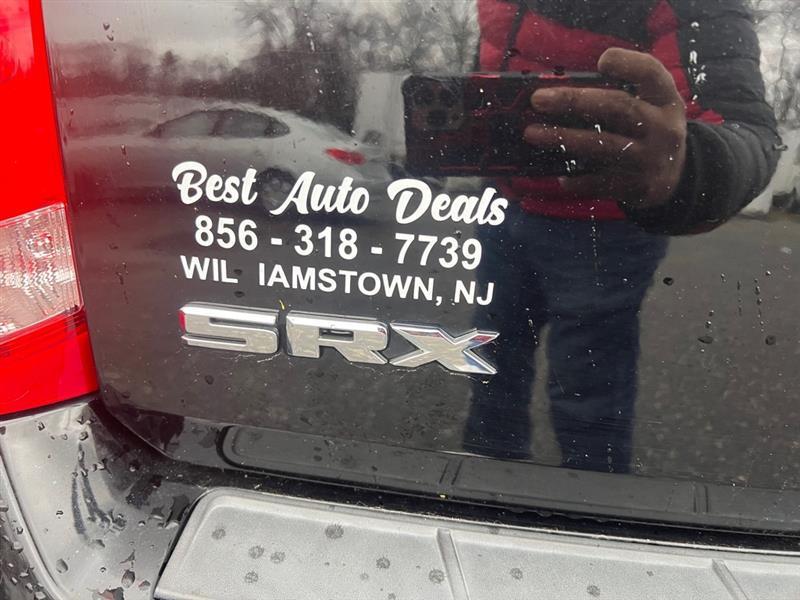 Best Auto Deals
856 - 318 - 7739
WIL IAMSTOWN, NJ
SRX